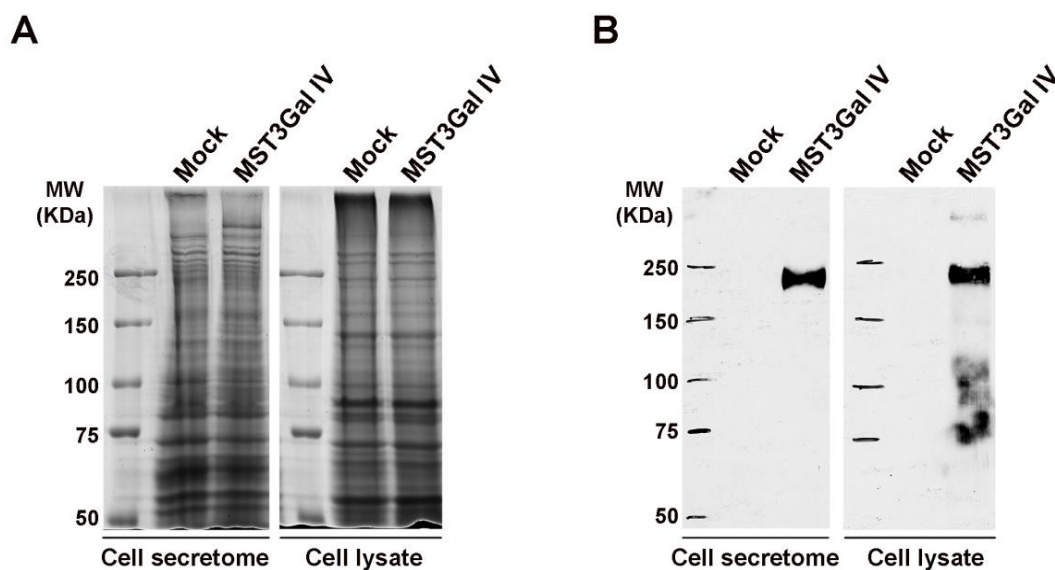 A
Mock
MST3Gal IV
Mock
MST3Gal IV
MW
(KDa)
250
150
100
75
50
Cell secretome
Cell lysate
B
Mock
MST3Gal IV
Mock
MST3Gal IV
MW
(KDa)
250
150
100
75
50
Cell secretome
Cell lysate